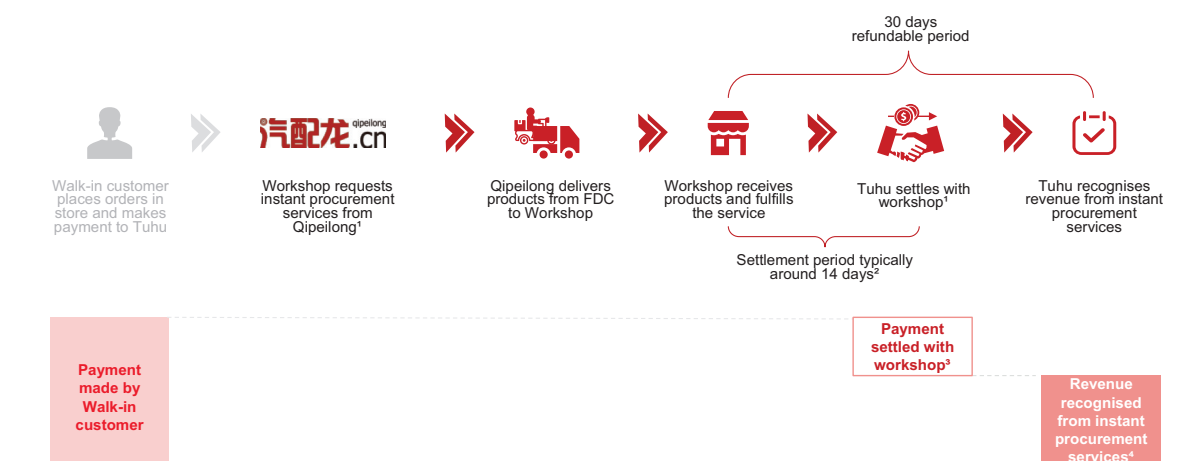 30 days
refundable period
汽配龙.cn
qipeilong
Walk-in customer
places orders in
store and makes
payment to Tuhu
Workshop requests
instant procurement
services from
Qipeilong¹
Qipeilong delivers
products from FDC
to Workshop
Workshop receives
products and fulfills
the service
Tuhu settles with
workshop¹
Tuhu recognises
revenue from instant
procurement
services
Settlement period typically
around 14 days²
Payment
made by
Walk-in
customer
Payment
settled with
workshop³
Revenue
recognised
from instant
procurement
services⁴